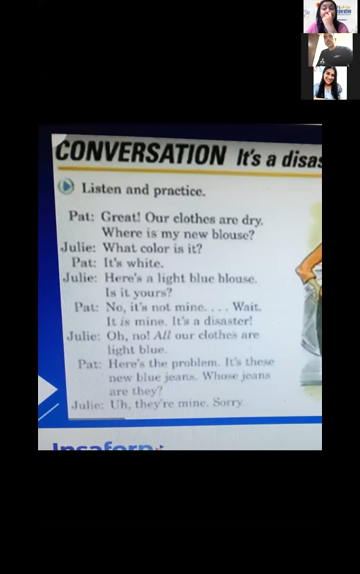 CONVERSATION It's a disas
Listen and practice.
Pat: Great! Our clothes are dry.
Where is my new blouse?
Julie: What color is it?
Pat: It's white.
Julie: Here's a light blue blouse.
Is it yours?
Pat: No, it's not mine. . . . Wait.
It is mine. It's a disaster!
Julie: Oh, no! All our clothes are
light blue.
Pat: Here's the problem. It's these
new blue jeans. Whose jeans
are they?
Julie: Uh, they're mine. Sorry
Insaforp